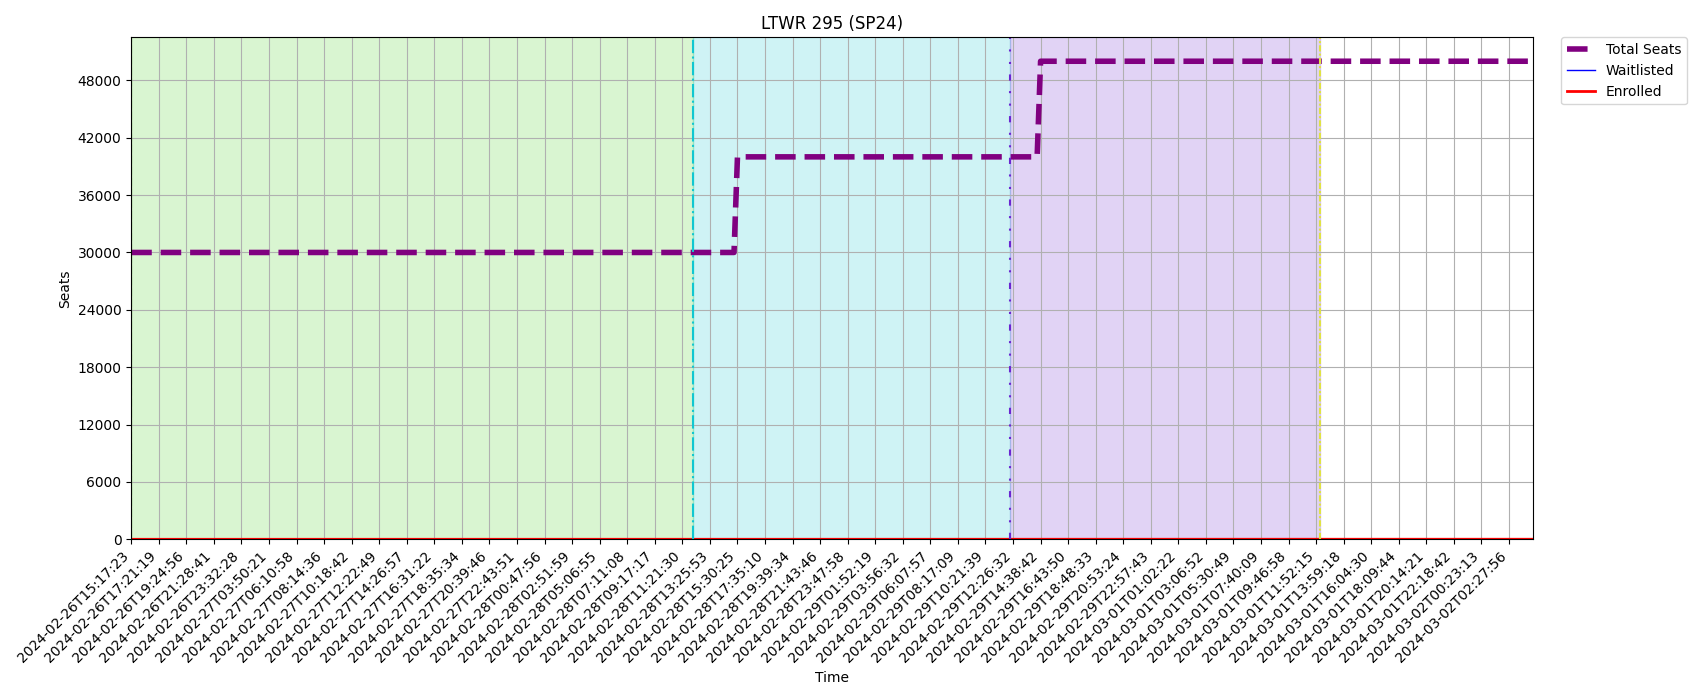 LTWR 295 (SP24)
Total Seats
Waitlisted
Enrolled
48000
42000
36000
30000
24000
18000
12000
6000
0
Seats
2024-02-26T15:17:23
2024-02-26T17:21:19
2024-02-26T19:24:56
2024-02-26T21:28:41
2024-02-26T23:32:28
2024-02-27T03:50:21
2024-02-27T06:10:58
2024-02-27T08:14:36
2024-02-27T10:18:42
2024-02-27T12:22:49
2024-02-27T14:26:57
2024-02-27T16:31:22
2024-02-27T18:35:34
2024-02-27T20:39:46
2024-02-27T22:43:51
2024-02-28T00:47:56
2024-02-28T02:51:59
2024-02-28T05:06:55
2024-02-28T07:11:08
2024-02-28T09:17:17
2024-02-28T11:21:30
2024-02-28T13:25:53
2024-02-28T15:30:25
2024-02-28T17:35:10
2024-02-28T19:39:34
2024-02-28T21:43:46
2024-02-28T23:47:58
2024-02-29T01:52:19
2024-02-29T03:56:32
2024-02-29T06:07:57
2024-02-29T08:17:09
2024-02-29T10:21:39
2024-02-29T12:26:32
2024-02-29T14:38:42
2024-02-29T16:43:50
2024-02-29T18:48:33
2024-02-29T20:53:24
2024-02-29T22:57:43
2024-03-01T01:02:22
2024-03-01T03:06:52
2024-03-01T05:30:49
2024-03-01T07:40:09
2024-03-01T09:46:58
2024-03-01T11:52:15
2024-03-01T13:59:18
2024-03-01T16:04:30
2024-03-01T18:09:44
2024-03-01T20:14:21
2024-03-01T22:18:42
2024-03-02T00:23:13
2024-03-02T02:27:56
Time